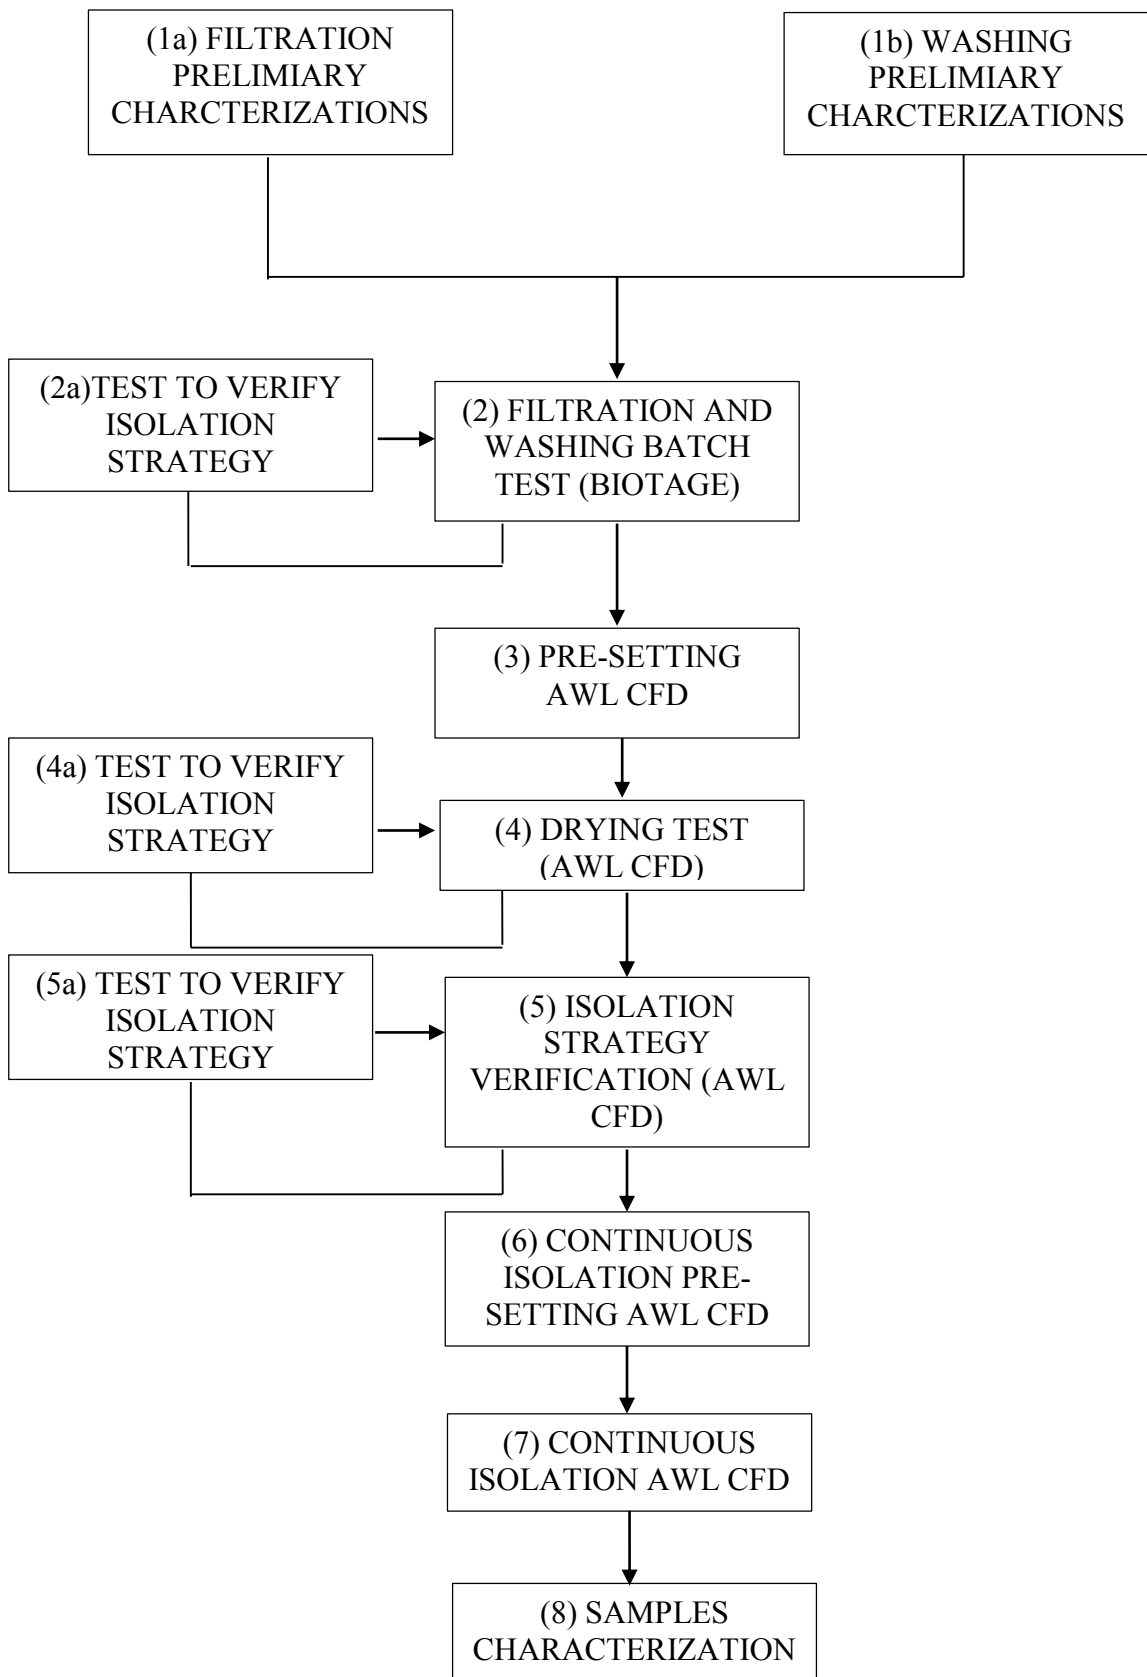 (1a) FILTRATION
PRELIMIARY
CHARCTERIZATIONS
(1b) WASHING
PRELIMIARY
CHARCTERIZATIONS
(2a)TEST TO VERIFY
ISOLATION
STRATEGY
(2) FILTRATION AND
WASHING BATCH
TEST (BIOTAGE)
(3) PRE-SETTING
AWL CFD
(4a) TEST TO VERIFY
ISOLATION
STRATEGY
(4) DRYING TEST
(AWL CFD)
(5a) TEST TO VERIFY
ISOLATION
STRATEGY
(5) ISOLATION
STRATEGY
VERIFICATION (AWL
CFD)
(6) CONTINUOUS
ISOLATION PRE-
SETTING AWL CFD
(7) CONTINUOUS
ISOLATION AWL CFD
(8) SAMPLES
CHARACTERIZATION